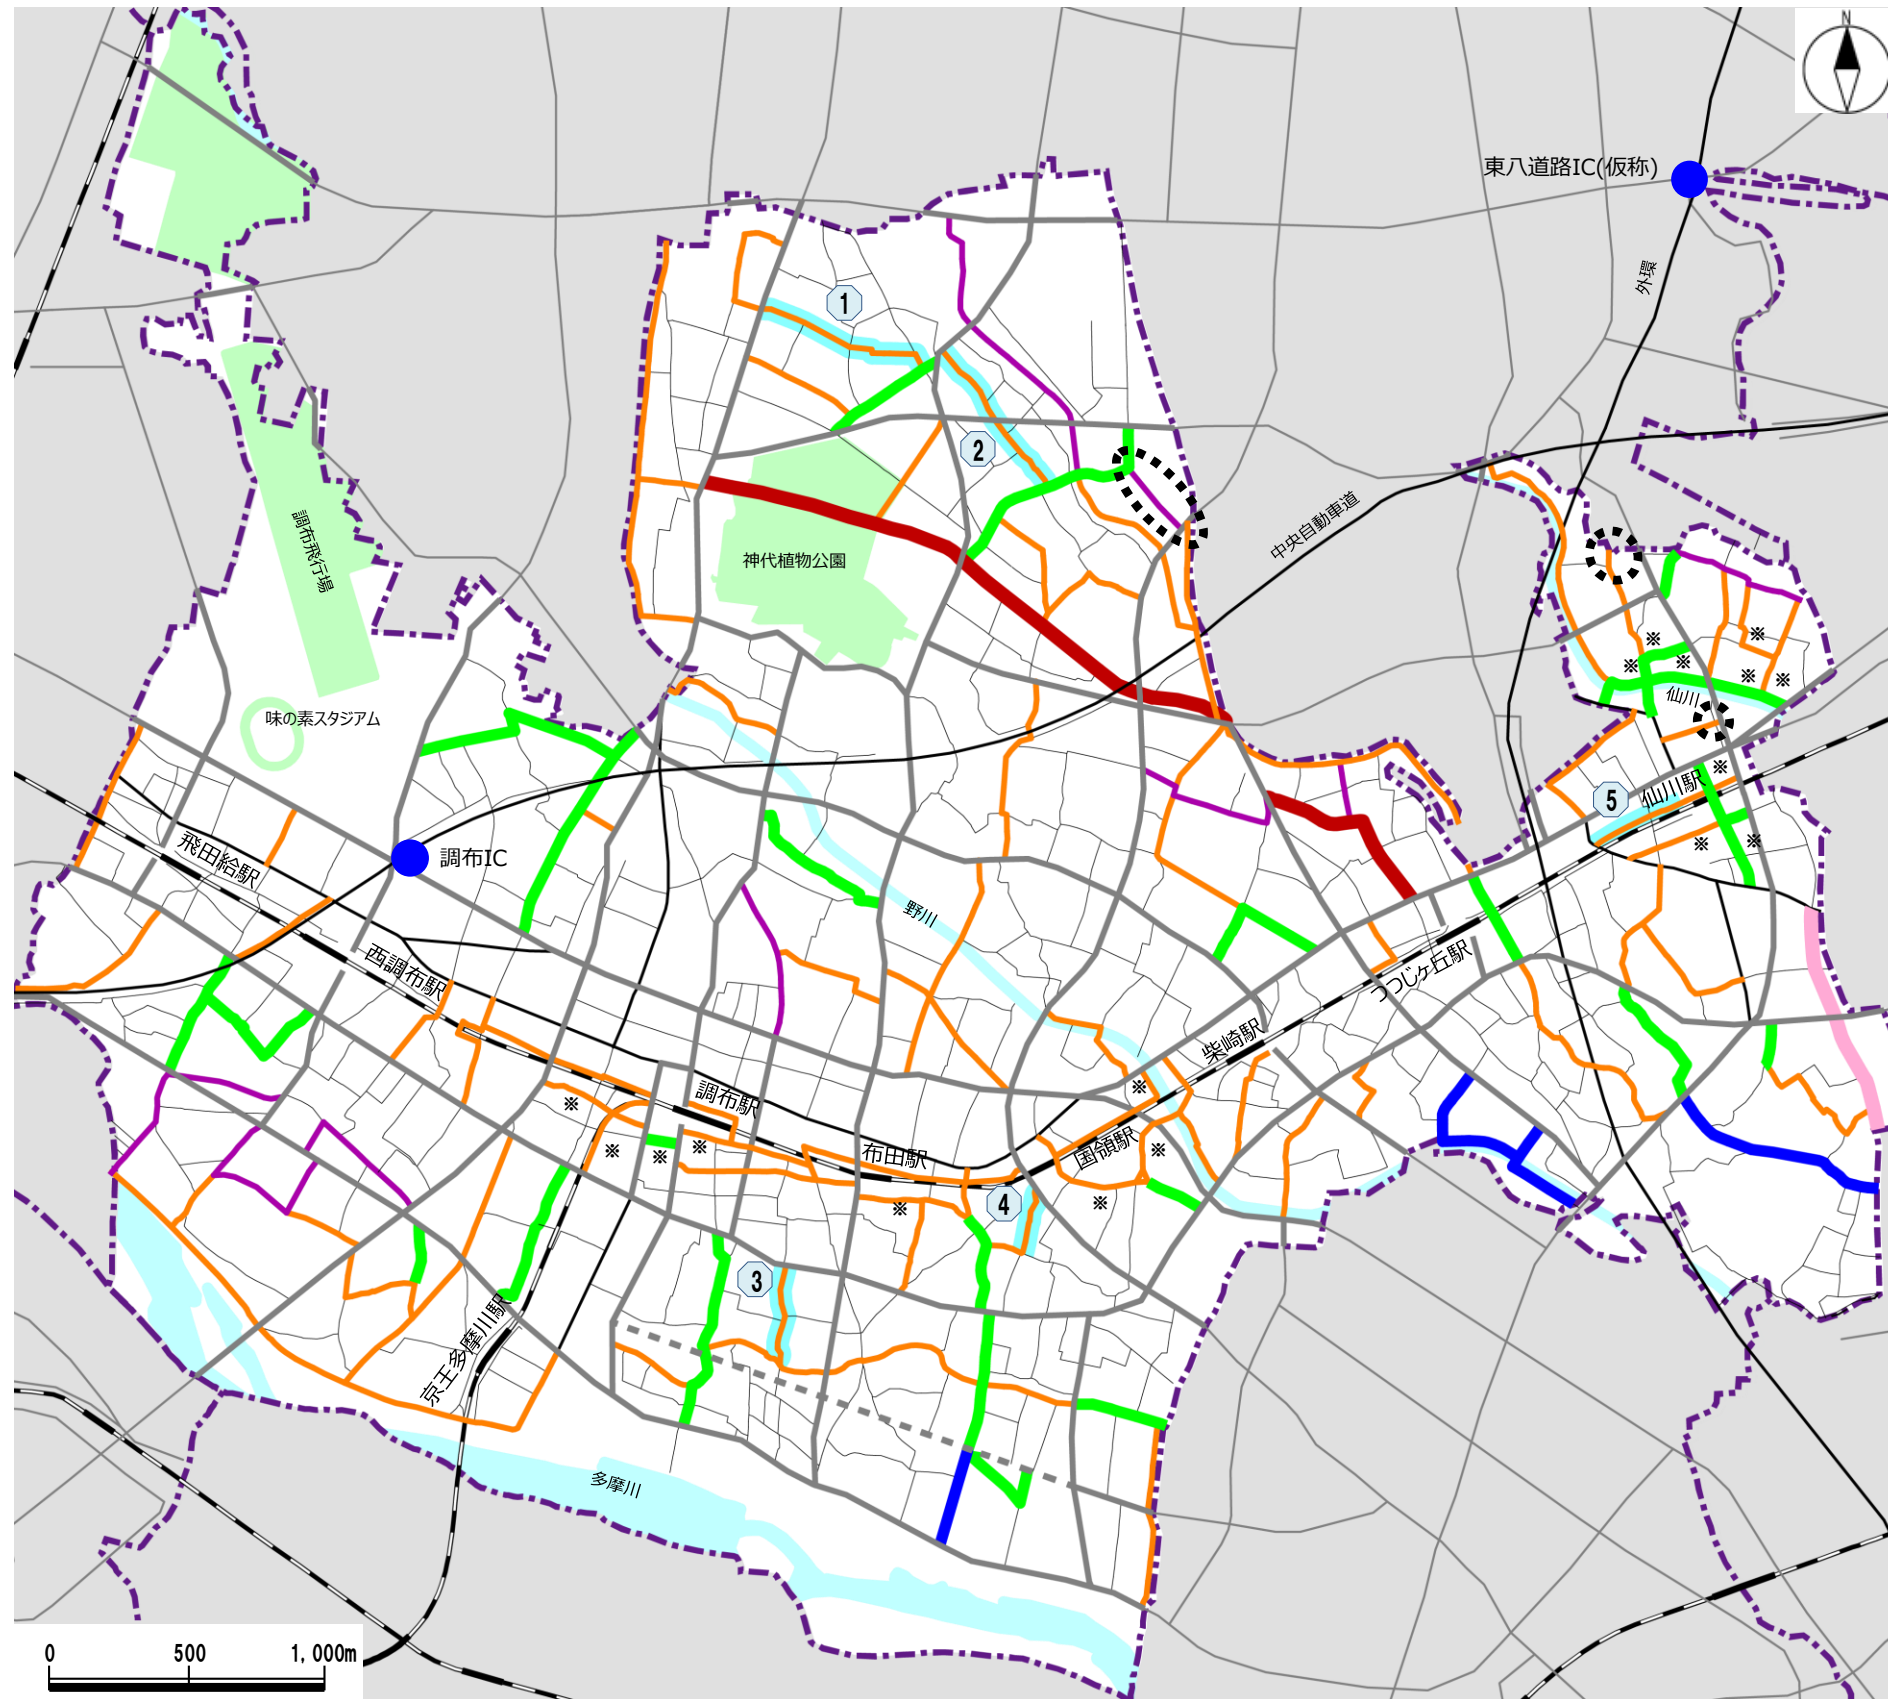 N
東八道路IC(仮称)
外環
1
2
中央自動車道
調布飛行場
神代植物公園
※
※
※
※
※
※
仙川
味の素スタジアム
※
仙川駅
5
※
※
調布IC
飛田給駅
野川
西調布駅
つつじヶ丘駅
柴崎駅
※
調布駅
※
※
※
※
布田駅
国領駅
※
※
※
4
3
京王多摩川駅
多摩川
0 500 1,000m